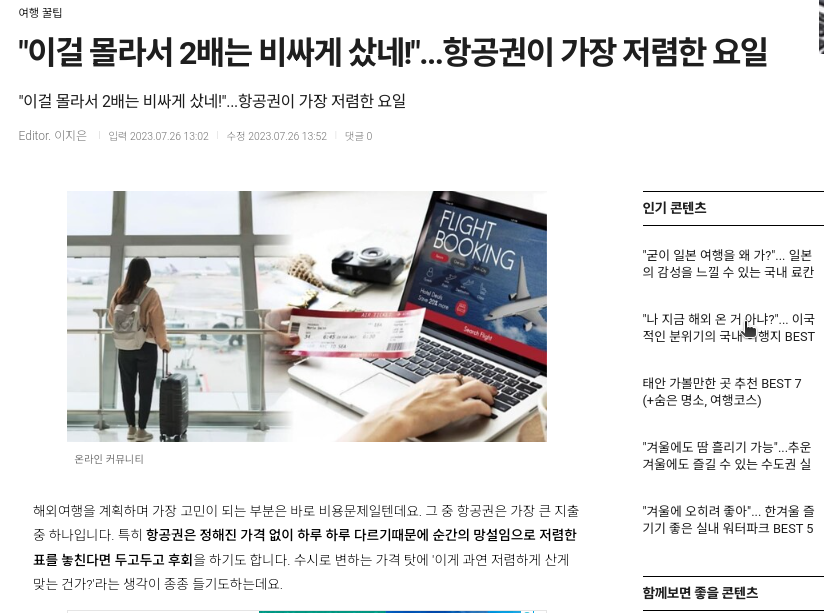 여행 꿀팁
"이걸 몰라서 2배는 비싸게 샀네!"...항공권이 가장 저렴한 요일
"이걸 몰라서 2배는 비싸게 샀네!"...항공권이 가장 저렴한 요일
Editor. 이지은 입력 2023.07.26 13:02 수정 2023.07.26 13:52 댓글 0
FLIGHT
BOOKING
Hotel Deals
Save 20%
Search Flight
온라인 커뮤니티
해외여행을 계획하며 가장 고민이 되는 부분은 바로 비용문제일텐데요. 그 중 항공권은 가장 큰 지출
중 하나입니다. 특히 항공권은 정해진 가격 없이 하루 하루 다르기때문에 순간의 망설임으로 저렴한
표를 놓친다면 두고두고 후회을 하기도 합니다. 수시로 변하는 가격 탓에 '이게 과연 저렴하게 산게
맞는 건가?'라는 생각이 종종 들기도하는데요.
인기 콘텐츠
"굳이 일본 여행을 왜 가?"... 일본
의 감성을 느낄 수 있는 국내 료칸
"나 지금 해외 온 거 아냐?"... 이국
적인 분위기의 국내 여행지 BEST
태안 가볼만한 곳 추천 BEST 7
(+숨은 명소, 여행코스)
"겨울에도 땀 흘리기 가능"...추운
겨울에도 즐길 수 있는 수도권 실
"겨울에 오히려 좋아"... 한겨울 즐
기기 좋은 실내 워터파크 BEST 5
함께보면 좋을 콘텐츠